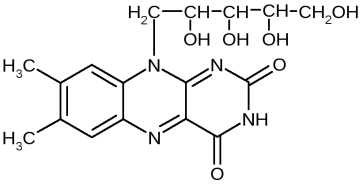 H₂C CH CH CH CH₂OH
OH OH OH
H₃C N N O
NH
H₃C N
O